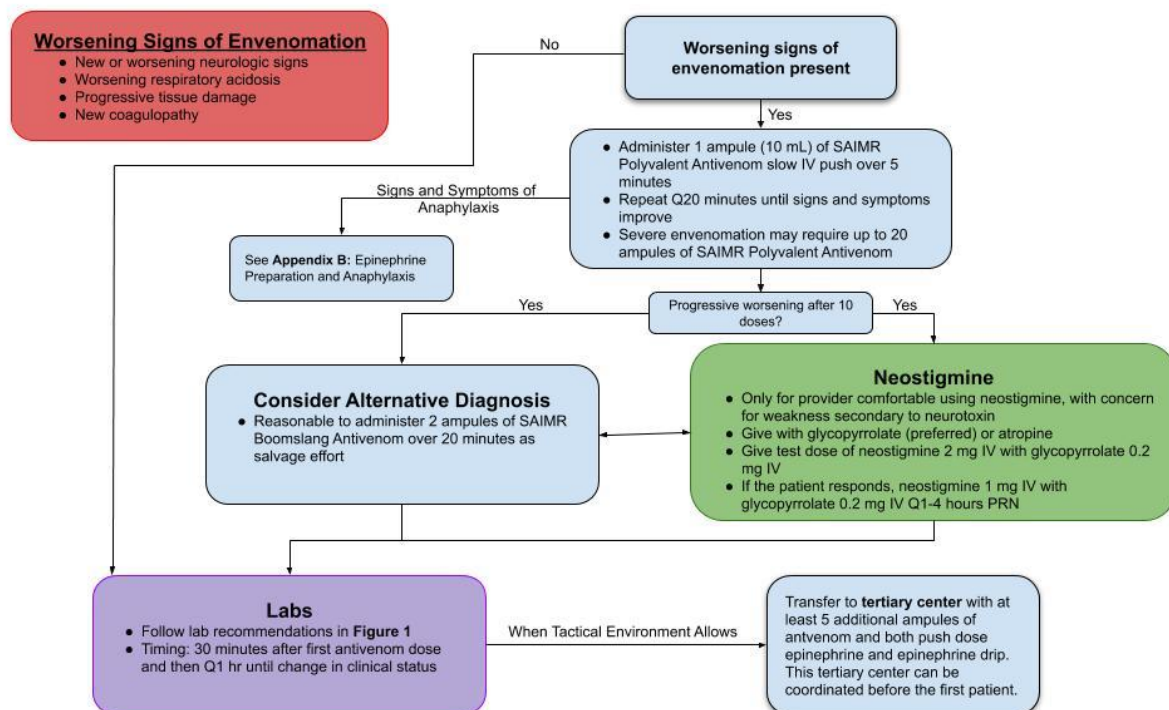 Worsening Signs of Envenomation
● New or worsening neurologic signs
● Worsening respiratory acidosis
● Progressive tissue damage
● New coagulopathy
No
Worsening signs of
envenomation present
Yes
● Administer 1 ampule (10 mL) of SAIMR
Polyvalent Antivenom slow IV push over 5
minutes
● Repeat Q20 minutes until signs and symptoms
improve
● Severe envenomation may require up to 20
ampules of SAIMR Polyvalent Antivenom
Signs and Symptoms of
Anaphylaxis
See Appendix B: Epinephrine
Preparation and Anaphylaxis
Yes
Progressive worsening after 10
doses?
Yes
Consider Alternative Diagnosis
● Reasonable to administer 2 ampules of SAIMR
Boomslang Antivenom over 20 minutes as
salvage effort
Neostigmine
● Only for provider comfortable using neostigmine, with concern
for weakness secondary to neurotoxin
● Give with glycopyrrolate (preferred) or atropine
● Give test dose of neostigmine 2 mg IV with glycopyrrolate 0.2
mg IV
● If the patient responds, neostigmine 1 mg IV with
glycopyrrolate 0.2 mg IV Q1-4 hours PRN
Labs
● Follow lab recommendations in Figure 1
● Timing: 30 minutes after first antivenom dose
and then Q1 hr until change in clinical status
When Tactical Environment Allows
Transfer to tertiary center with at
least 5 additional ampules of
antvenom and both push dose
epinephrine and epinephrine drip.
This tertiary center can be
coordinated before the first patient.